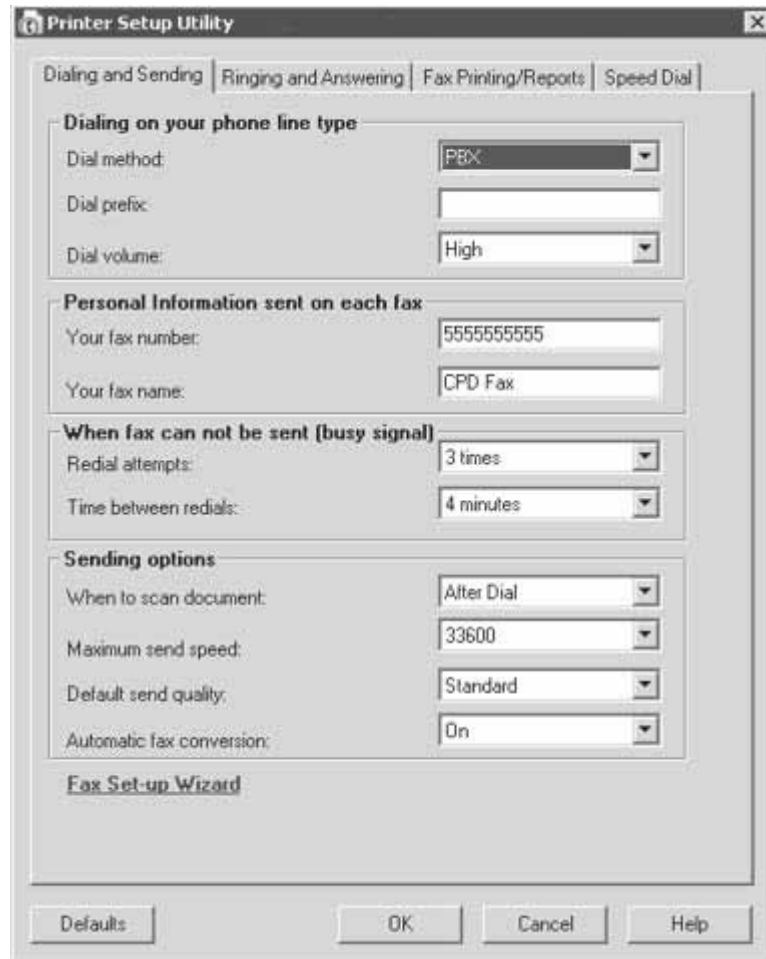 Printer Setup Utility
Dialing and Sending Ringing and Answering Fax Printing/Reports Speed Dial
Dialing on your phone line type
Dial method: PBX
Dial prefix:
Dial volume: High
Personal Information sent on each fax
Your fax number: 5555555555
Your fax name: CPD Fax
When fax can not be sent (busy signal)
Redial attempts: 3 times
Time between redials: 4 minutes
Sending options
When to scan document: After Dial
Maximum send speed: 33600
Default send quality: Standard
Automatic fax conversion: On
Fax Set-up Wizard
Defaults OK Cancel Help